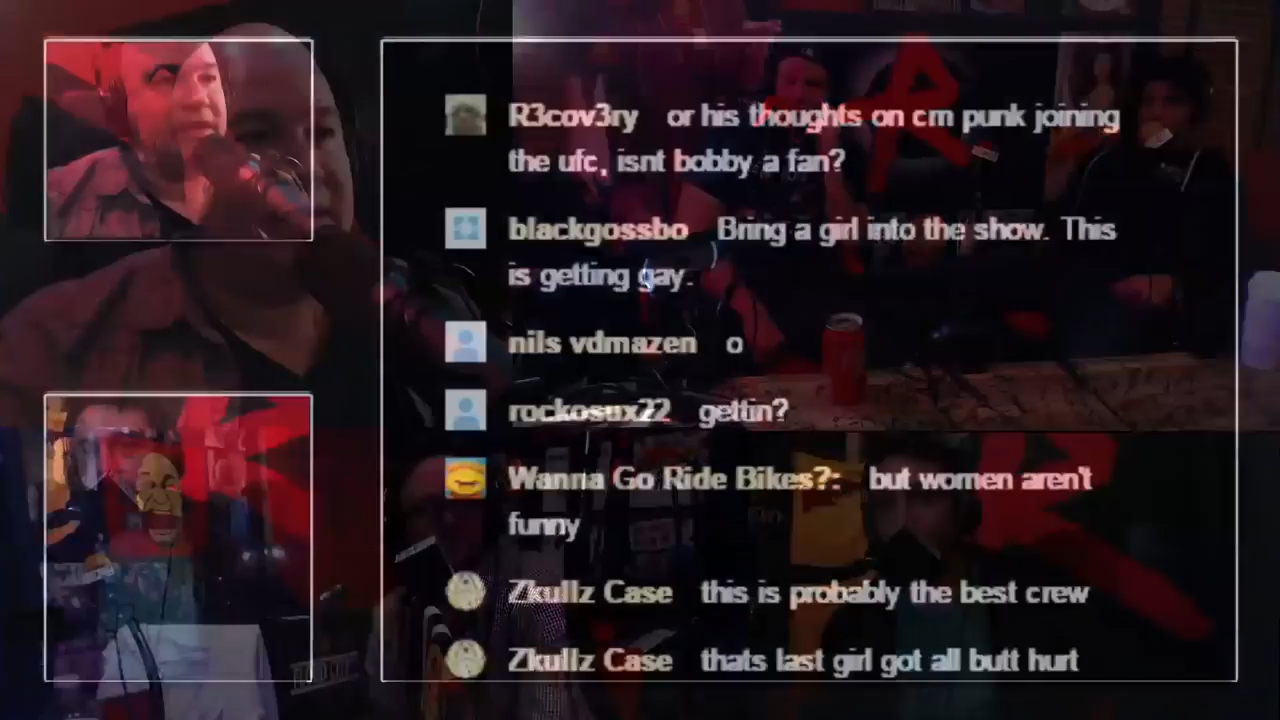 R3cov3ry or his thoughts on cm punk joining
the ufc, isnt bobby a fan?
blackgossbo Bring a girl into the show. This
is getting gay.
nils vdmazen o
rockosux22 gettin?
Wanna Go Ride Bikes?: but women aren't
funny
Zkullz Case this is probably the best crew
Zkullz Case thats last girl got all butt hurt